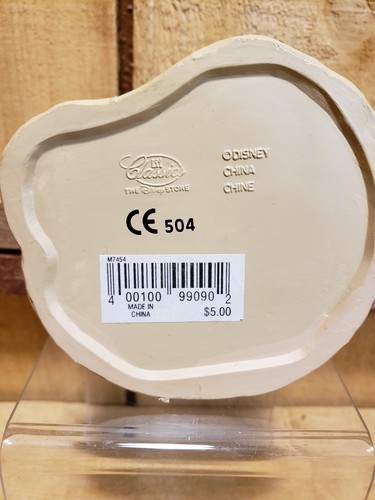 1st
Classics
THE Disney STORE
©DISNEY
CHINA
CHINE
CE 504
M7454
4 00100 99090 2
MADE IN
CHINA
$5.00